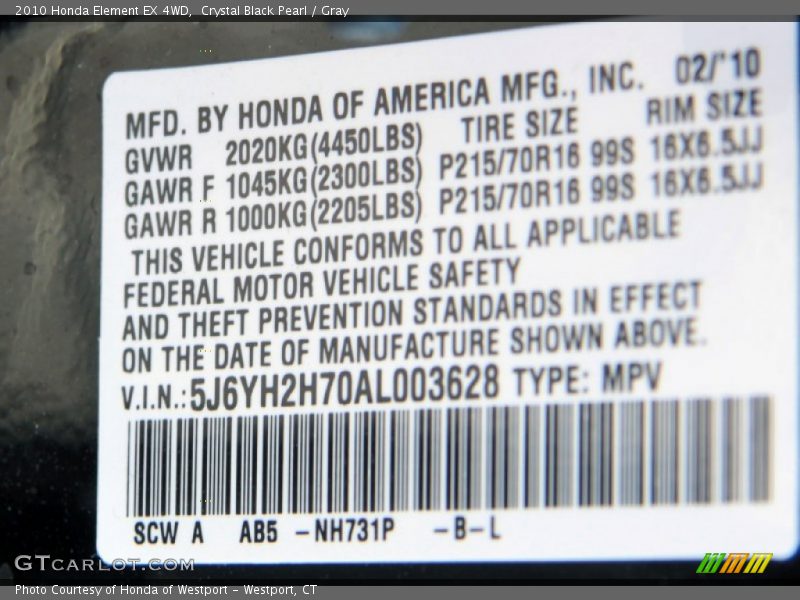 2010 Honda Element EX 4WD,  Crystal Black Pearl / Gray
MFD. BY HONDA OF AMERICA MFG., INC. 02/'10
GVWR 2020KG(4450LBS) TIRE SIZE RIM SIZE
GAWR F 1045KG(2300LBS) P215/70R16 99S 16X6.5JJ
GAWR R 1000KG(2205LBS) P215/70R16 99S 16X6.5JJ
THIS VEHICLE CONFORMS TO ALL APPLICABLE
FEDERAL MOTOR VEHICLE SAFETY
AND THEFT PREVENTION STANDARDS IN EFFECT
ON THE DATE OF MANUFACTURE SHOWN ABOVE.
V.I.N.:5J6YH2H70AL003628 TYPE: MPV
SCW A AB5 -NH731P -B-L
GTCARLOT.COM
Photo Courtesy of Honda of Westport - Westport, CT